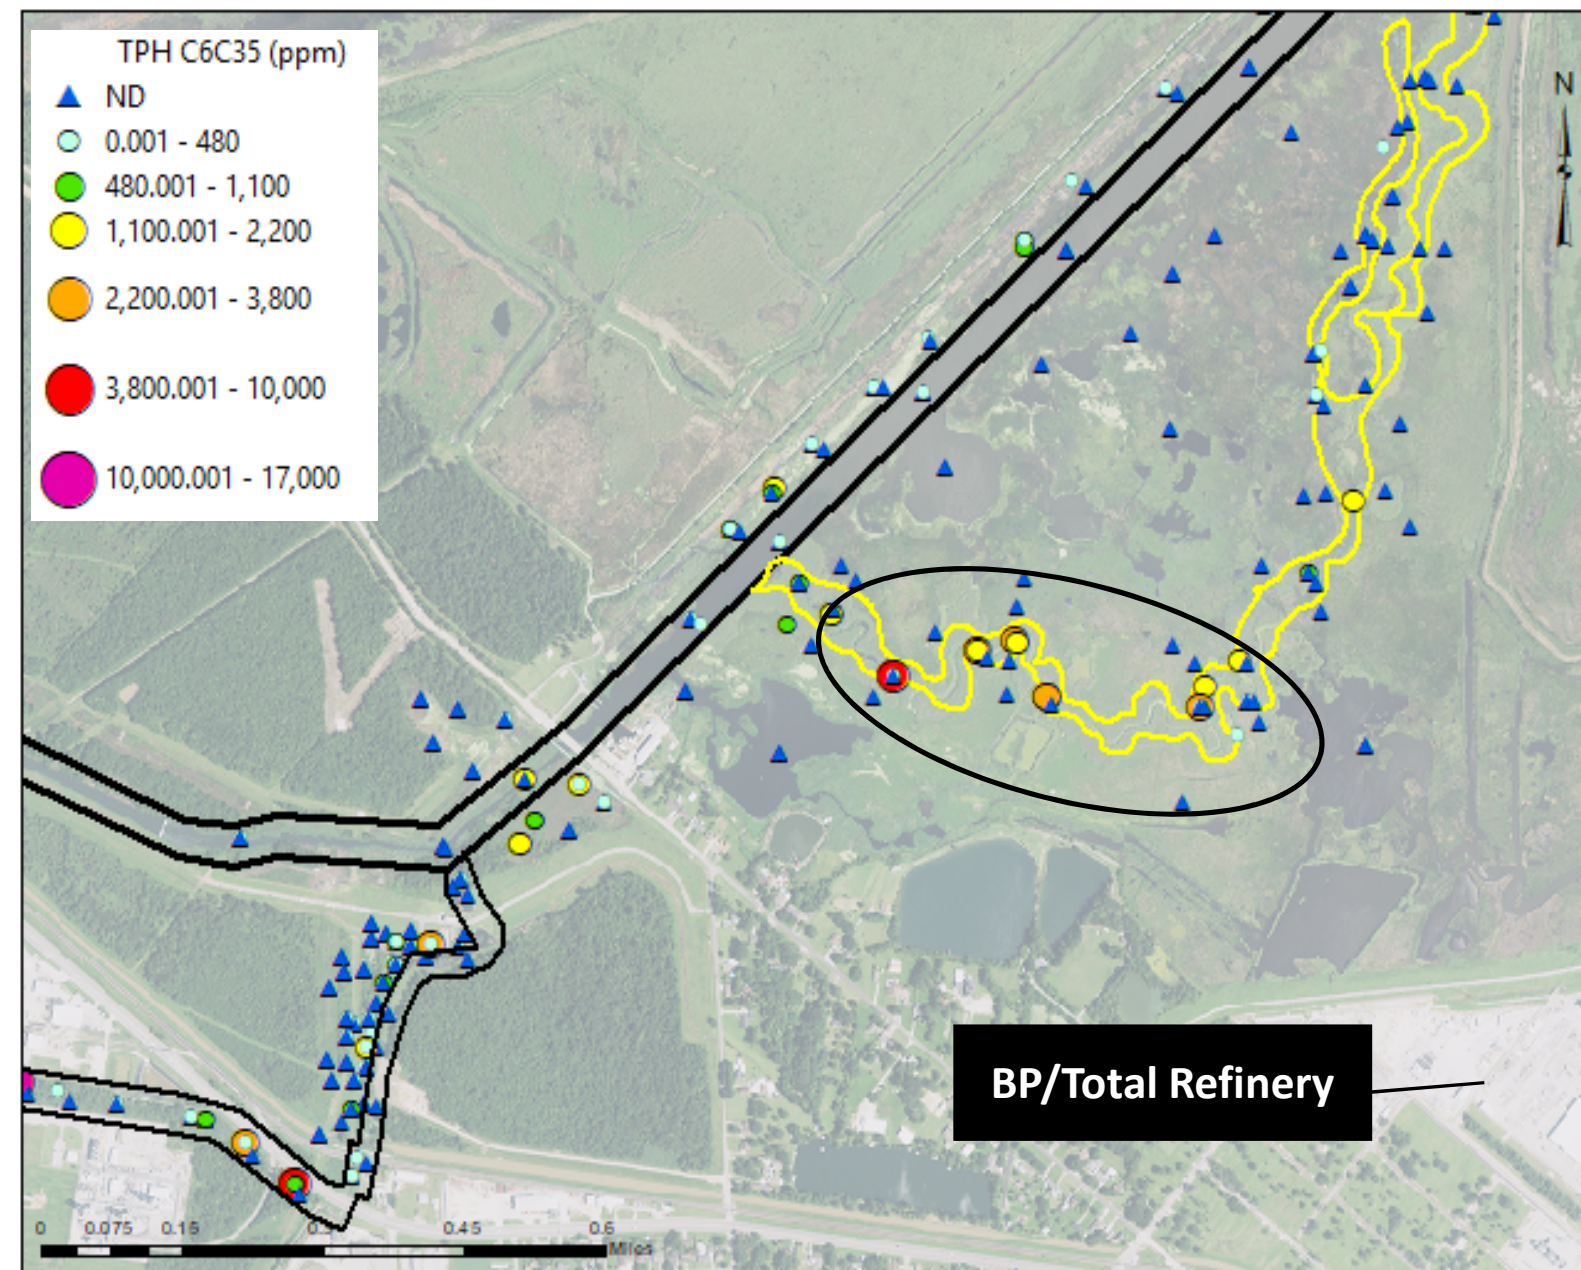 TPH C6C35 (ppm)
ND
0.001 - 480
480.001 - 1,100
1,100.001 - 2,200
2,200.001 - 3,800
3,800.001 - 10,000
10,000.001 - 17,000
N
BP/Total Refinery
0 0.075 0.15 0.3 0.45 0.6
Miles